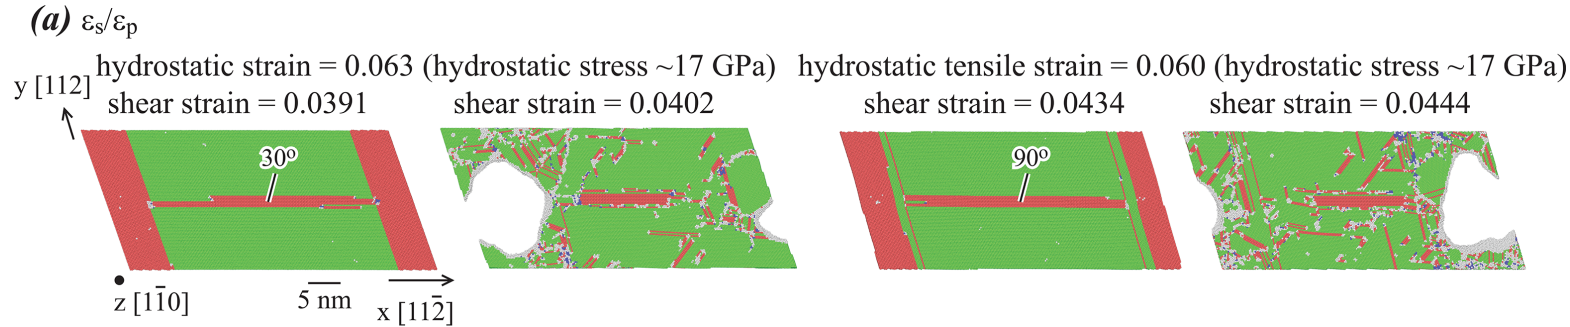 (a) εs/εp
hydrostatic strain = 0.063 (hydrostatic stress ~17 GPa)
hydrostatic tensile strain = 0.060 (hydrostatic stress ~17 GPa)
shear strain = 0.0391
shear strain = 0.0402
shear strain = 0.0434
shear strain = 0.0444
y [112]
30º
90º
z [11̅0]
5 nm
x [112̅]